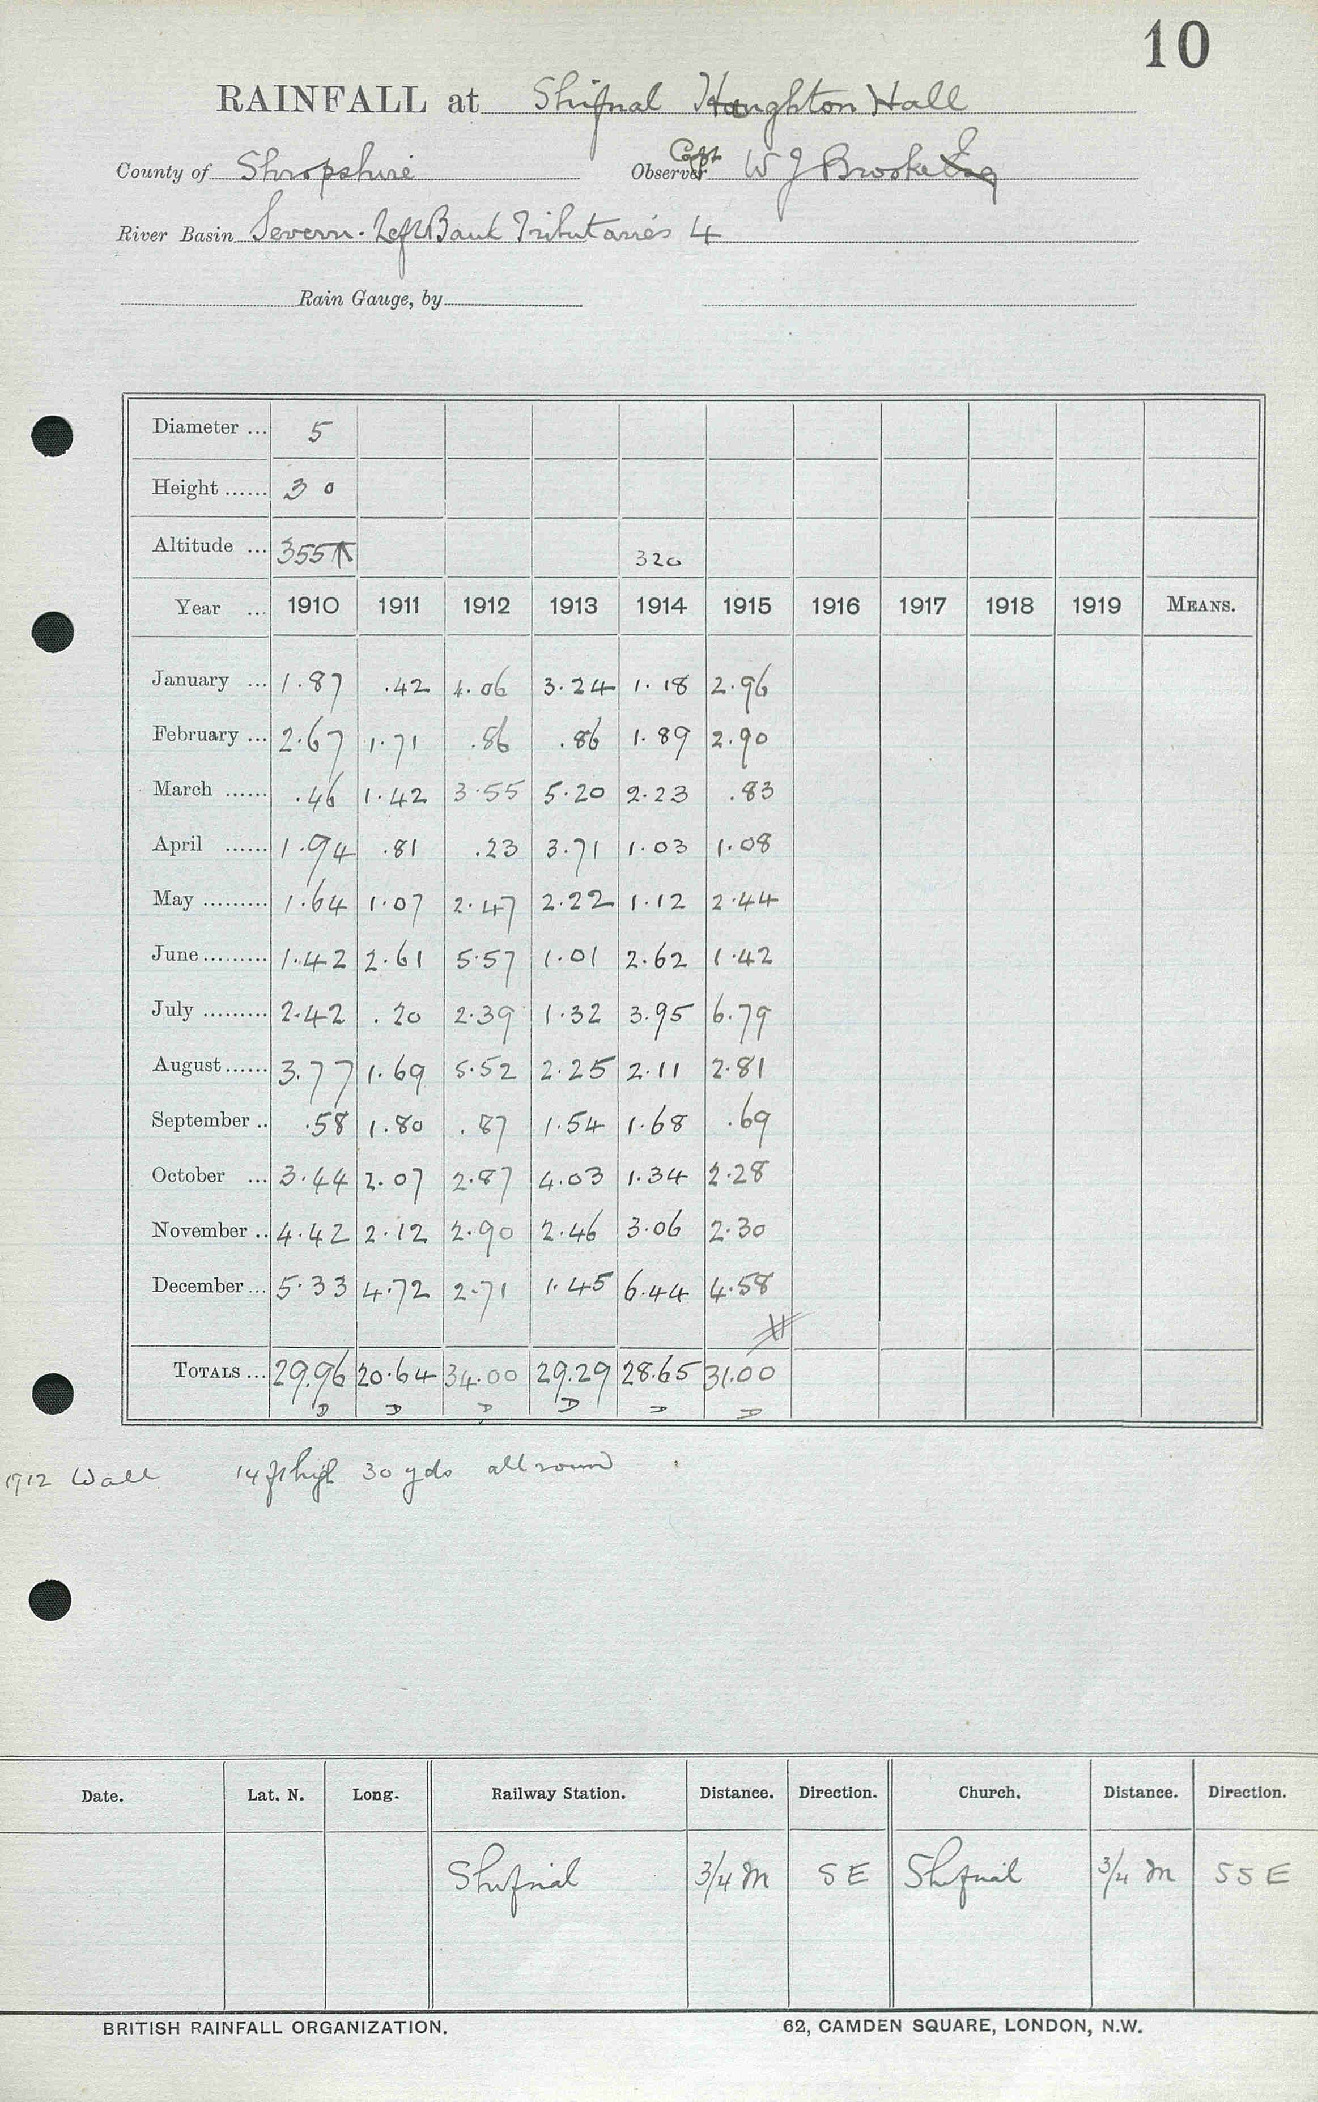 10
RAINFALL at Shifnal Haughton Hall
County of Shropshire Observer Capt W J Brooke Esq
River Basin Severn. Left Bank Tributaries 4
Rain Gauge, by
Diameter ... 5
Height ...... 3 0
Altitude ... 355 320
Year ... 1910 1911 1912 1913 1914 1915 1916 1917 1918 1919 MEANS.
January ... 1.87 .42 4.06 3.24 1.18 2.96
February ... 2.67 1.71 .86 .86 1.89 2.90
March ...... .46 1.42 3.55 5.20 2.23 .83
April ...... 1.94 .81 .23 3.71 1.03 1.08
May ......... 1.64 1.07 2.47 2.22 1.12 2.44
June ......... 1.42 2.61 5.57 1.01 2.62 1.42
July ......... 2.42 .20 2.39 1.32 3.95 6.79
August ...... 3.77 1.69 5.52 2.25 2.11 2.81
September .. .58 1.80 .87 1.54 1.68 .69
October ... 3.44 2.07 2.87 4.03 1.34 2.28
November .. 4.42 2.12 2.90 2.46 3.06 2.30
December ... 5.33 4.72 2.71 1.45 6.44 4.58
TOTALS ... 29.96 20.64 34.00 29.29 28.65 31.00
D D D D D D
1912 Wall 14 ft high 30 yds all round
Date. Lat. N. Long. Railway Station. Distance. Direction. Church. Distance. Direction.
Shifnal 3/4 M S E Shifnal 3/4 M S S E
BRITISH RAINFALL ORGANIZATION. 62, CAMDEN SQUARE, LONDON, N.W.